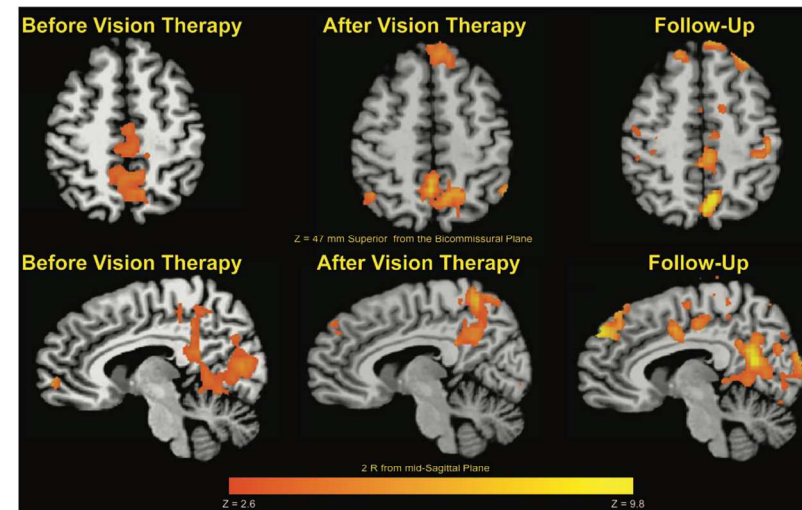 Before Vision Therapy
After Vision Therapy
Follow-Up
Z = 47 mm Superior from the Bicommissural Plane
Before Vision Therapy
After Vision Therapy
Follow-Up
2 R from mid-Sagittal Plane
Z = 2.6
Z = 9.8